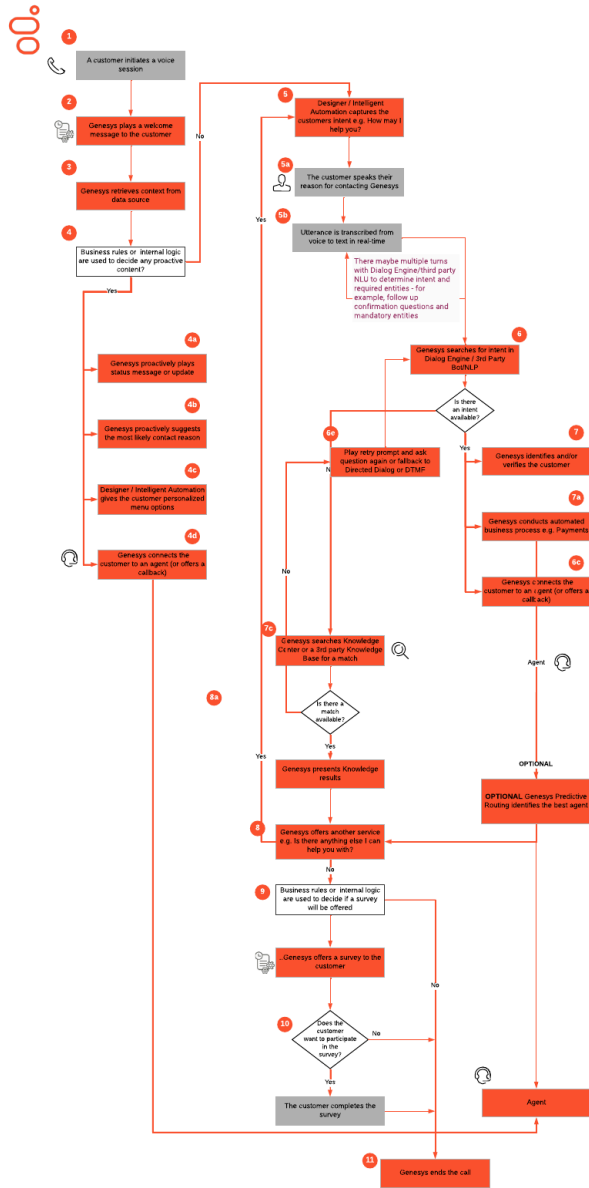 1
A customer initiates a voice
session
2
Genesys plays a welcome
message to the customer
3
Genesys retrieves context from
data source
4
Business rules or internal logic
are used to decide any proactive
content?
No
Yes
4a
Genesys proactively plays
status message or update
4b
Genesys proactively suggests
the most likely contact reason
4c
Designer / Intelligent Automation
gives the customer personalized
menu options
4d
Genesys connects the
customer to an agent (or offers a
callback)
5
Designer / Intelligent
Automation captures the
customers intent e.g. How may I
help you?
5a
The customer speaks their
reason for contacting Genesys
5b
Utterance is transcribed from
voice to text in real-time
Yes
There maybe multiple turns
with Dialog Engine/third party
NLU to determine intent and
required entities - for
example, follow up
confirmation questions and
mandatory entities
6
Genesys searches for intent in
Dialog Engine / 3rd Party
Bot/NLP
Is there
an intent
available?
6e
Play retry prompt and ask
question again or fallback to
Directed Dialog or DTMF
N
Yes
7
Genesys identifies and/or
verifies the customer
7a
Genesys conducts automated
business process e.g. Payments
6c
Genesys connects the
customer to an agent (or offers a
callback)
No
7c
Genesys searches Knowledge
Center or a 3rd party Knowledge
Base for a match
Agent
8a
Is there a
match
available?
Yes
Yes
Genesys presents Knowledge
results
OPTIONAL
OPTIONAL Genesys Predictive
Routing identifies the best agent
8
Genesys offers another service
e.g. Is there anything else I can
help you with?
No
9
Business rules or internal logic
are used to decide if a survey
will be offered
...Genesys offers a survey to the
customer
No
10
Does the
customer
want to participate
in the
survey?
No
Yes
The customer completes the
survey
Agent
11
Genesys ends the call